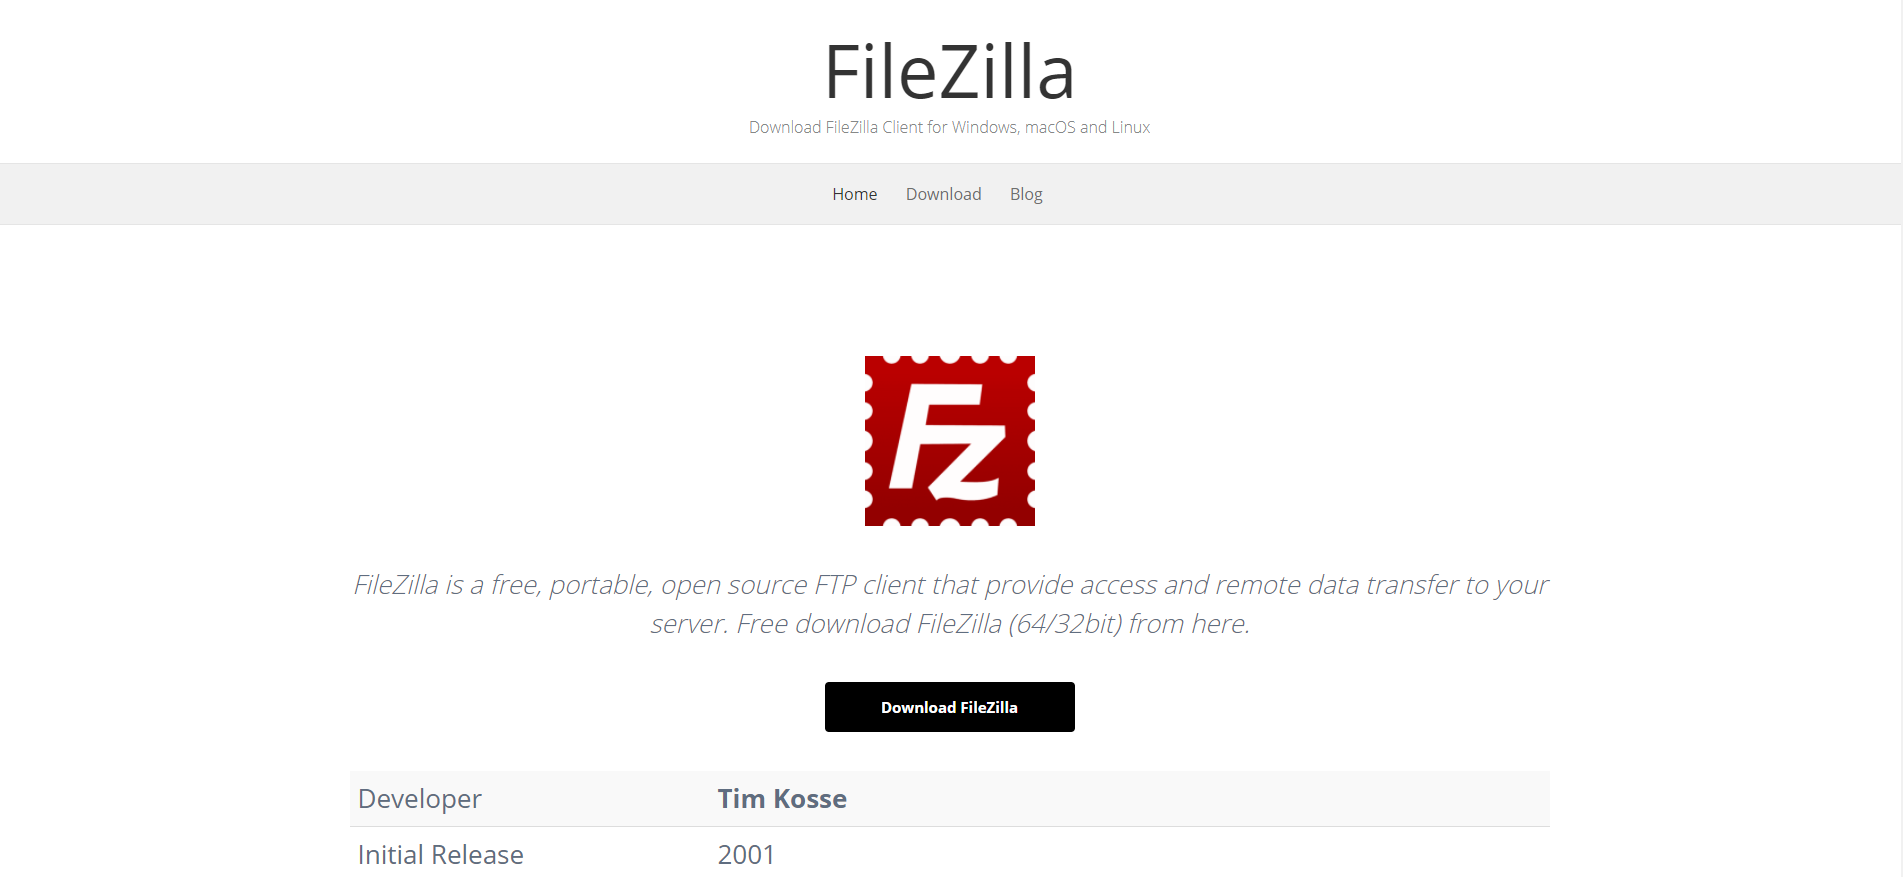 FileZilla
Download FileZilla Client for Windows, macOS and Linux
Home Download Blog
Fz
FileZilla is a free, portable, open source FTP client that provide access and remote data transfer to your
server. Free download FileZilla (64/32bit) from here.
Download FileZilla
Developer Tim Kosse
Initial Release 2001